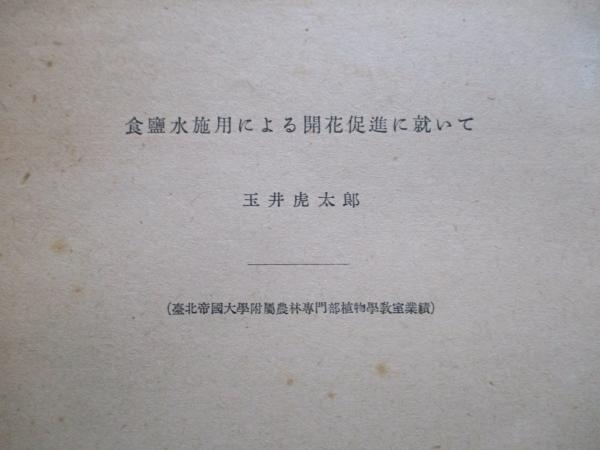 食鹽水施用による開花促進に就いて
玉井虎太郎
(臺北帝國大學附屬農林專門部植物學教室業績)